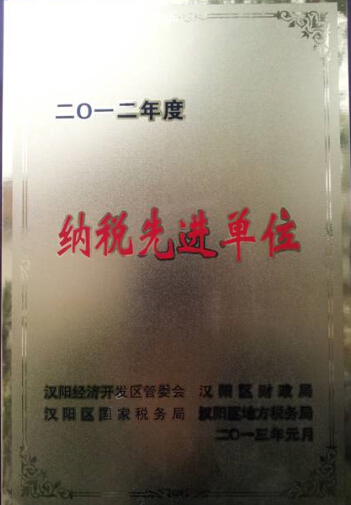 二〇一二年度
纳税先进单位
汉阳经济开发区管委会 汉阳区财政局
汉阳区国家税务局 汉阳区地方税务局
二〇一三年元月